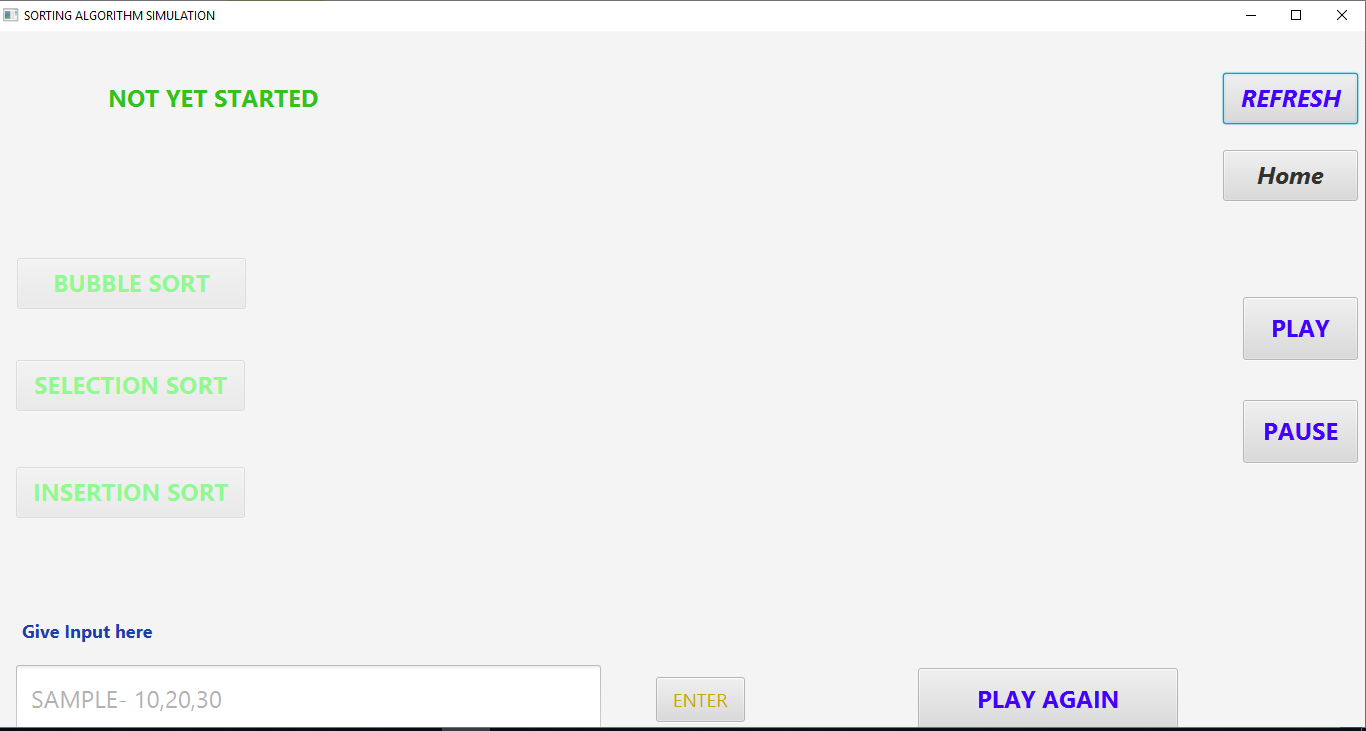 SORTING ALGORITHM SIMULATION
NOT YET STARTED
REFRESH
Home
BUBBLE SORT
PLAY
SELECTION SORT
PAUSE
INSERTION SORT
Give Input here
SAMPLE- 10,20,30
ENTER
PLAY AGAIN